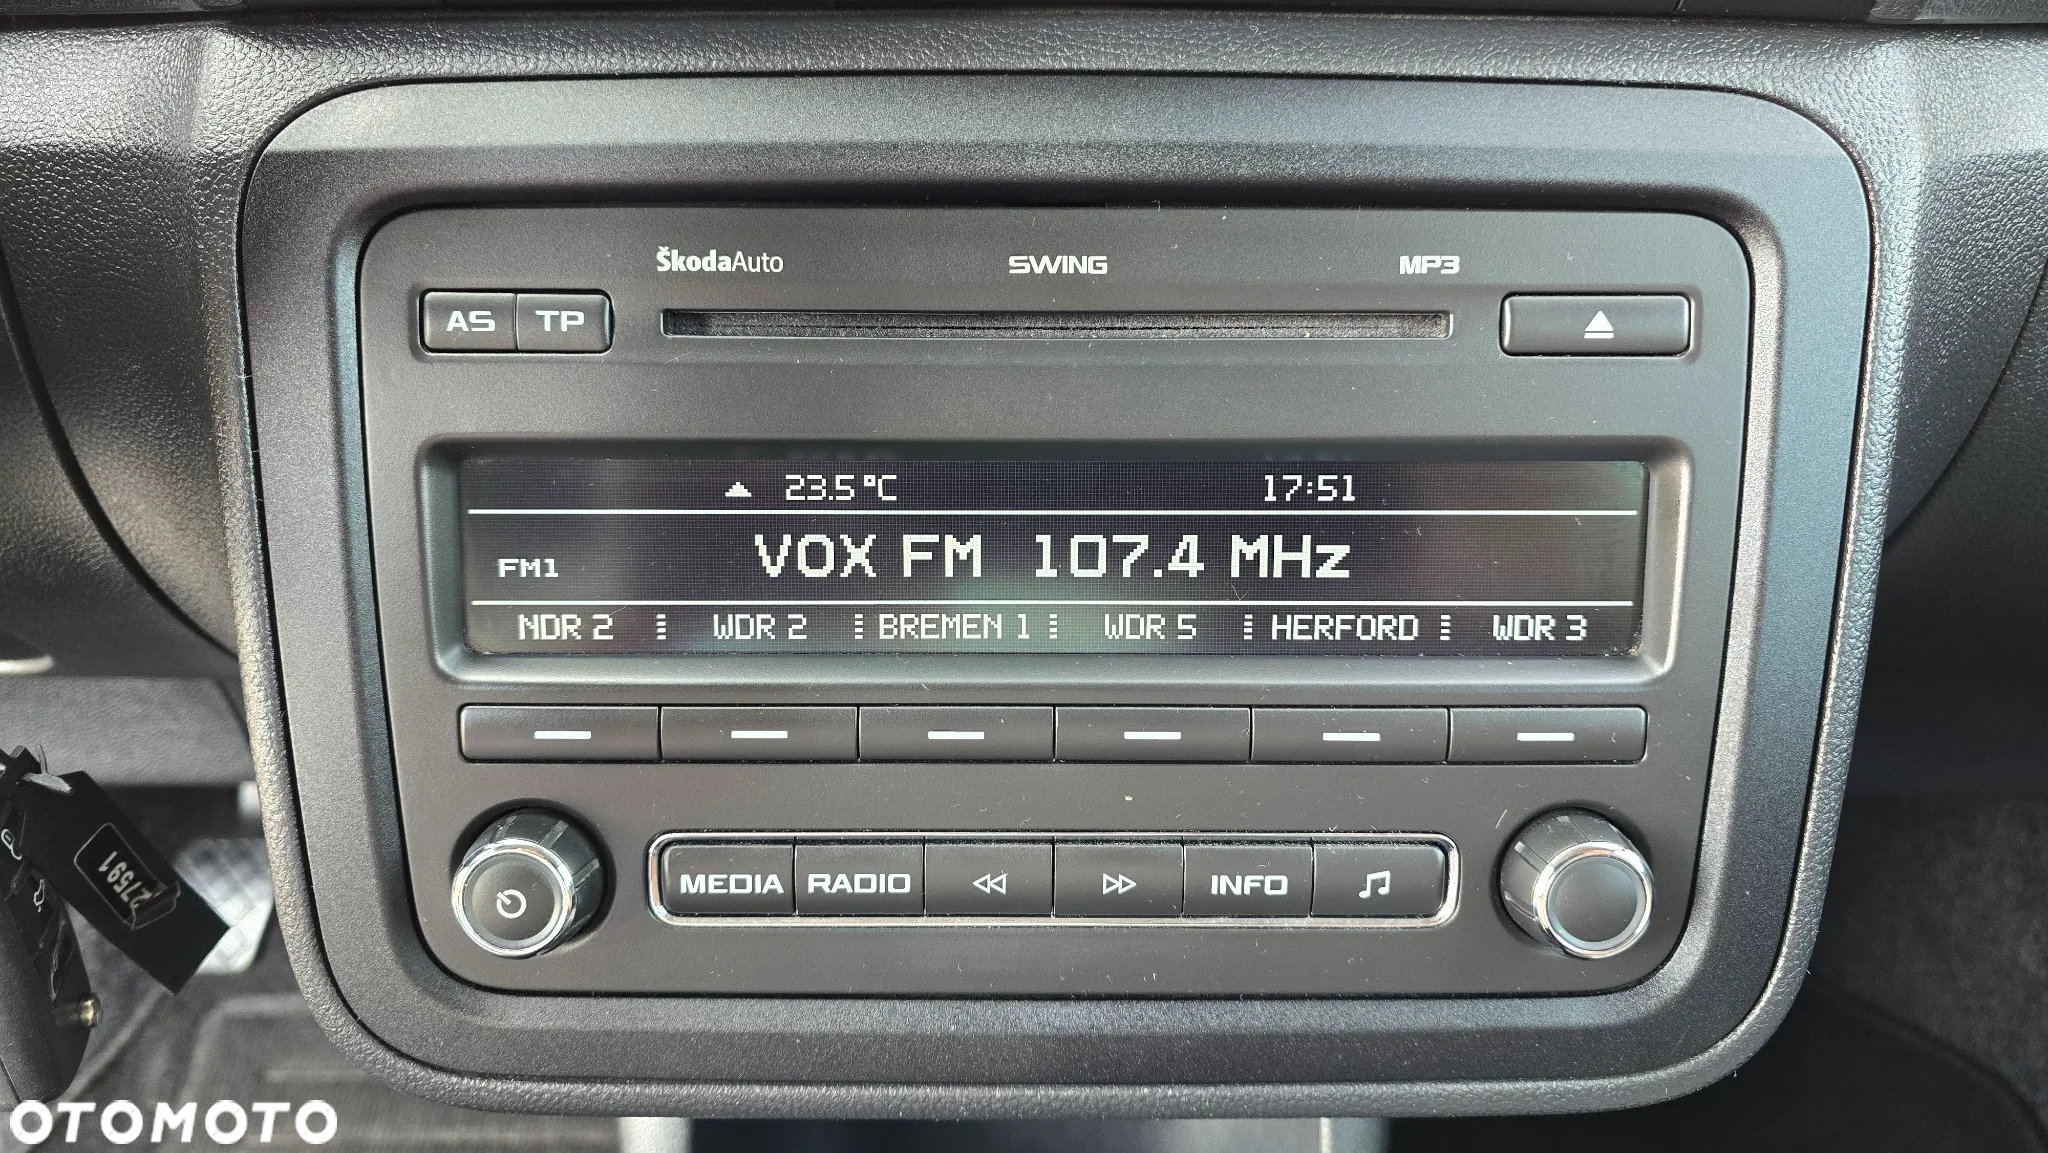 ŠkodaAuto SWING MP3
AS TP
23.5 °C 17:51
FM1 VOX FM 107.4 MHz
NDR 2 WDR 2 BREMEN 1 WDR 5 HERFORD WDR 3
MEDIA RADIO INFO
27591
OTOMOTO